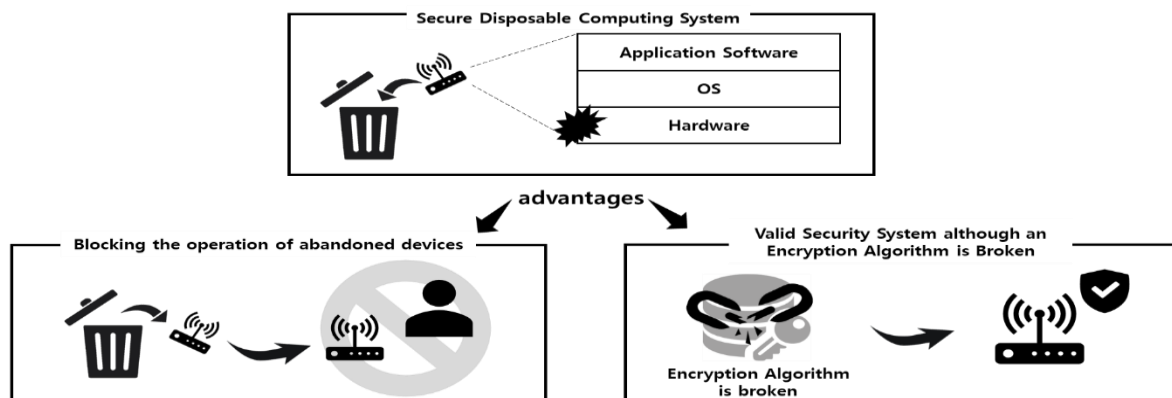 Secure Disposable Computing System
Application Software
OS
Hardware
advantages
Blocking the operation of abandoned devices
Valid Security System although an
Encryption Algorithm is Broken
Encryption Algorithm
is broken